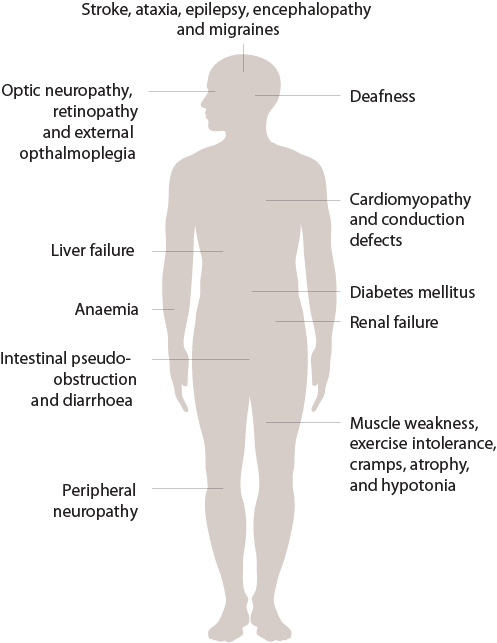 Stroke, ataxia, epilepsy, encephalopathy
and migraines
Optic neuropathy,
retinopathy
and external
opthalmoplegia
Deafness
Cardiomyopathy
and conduction
defects
Liver failure
Diabetes mellitus
Anaemia
Renal failure
Intestinal pseudo-
obstruction
and diarrhoea
Muscle weakness,
exercise intolerance,
cramps, atrophy,
and hypotonia
Peripheral
neuropathy